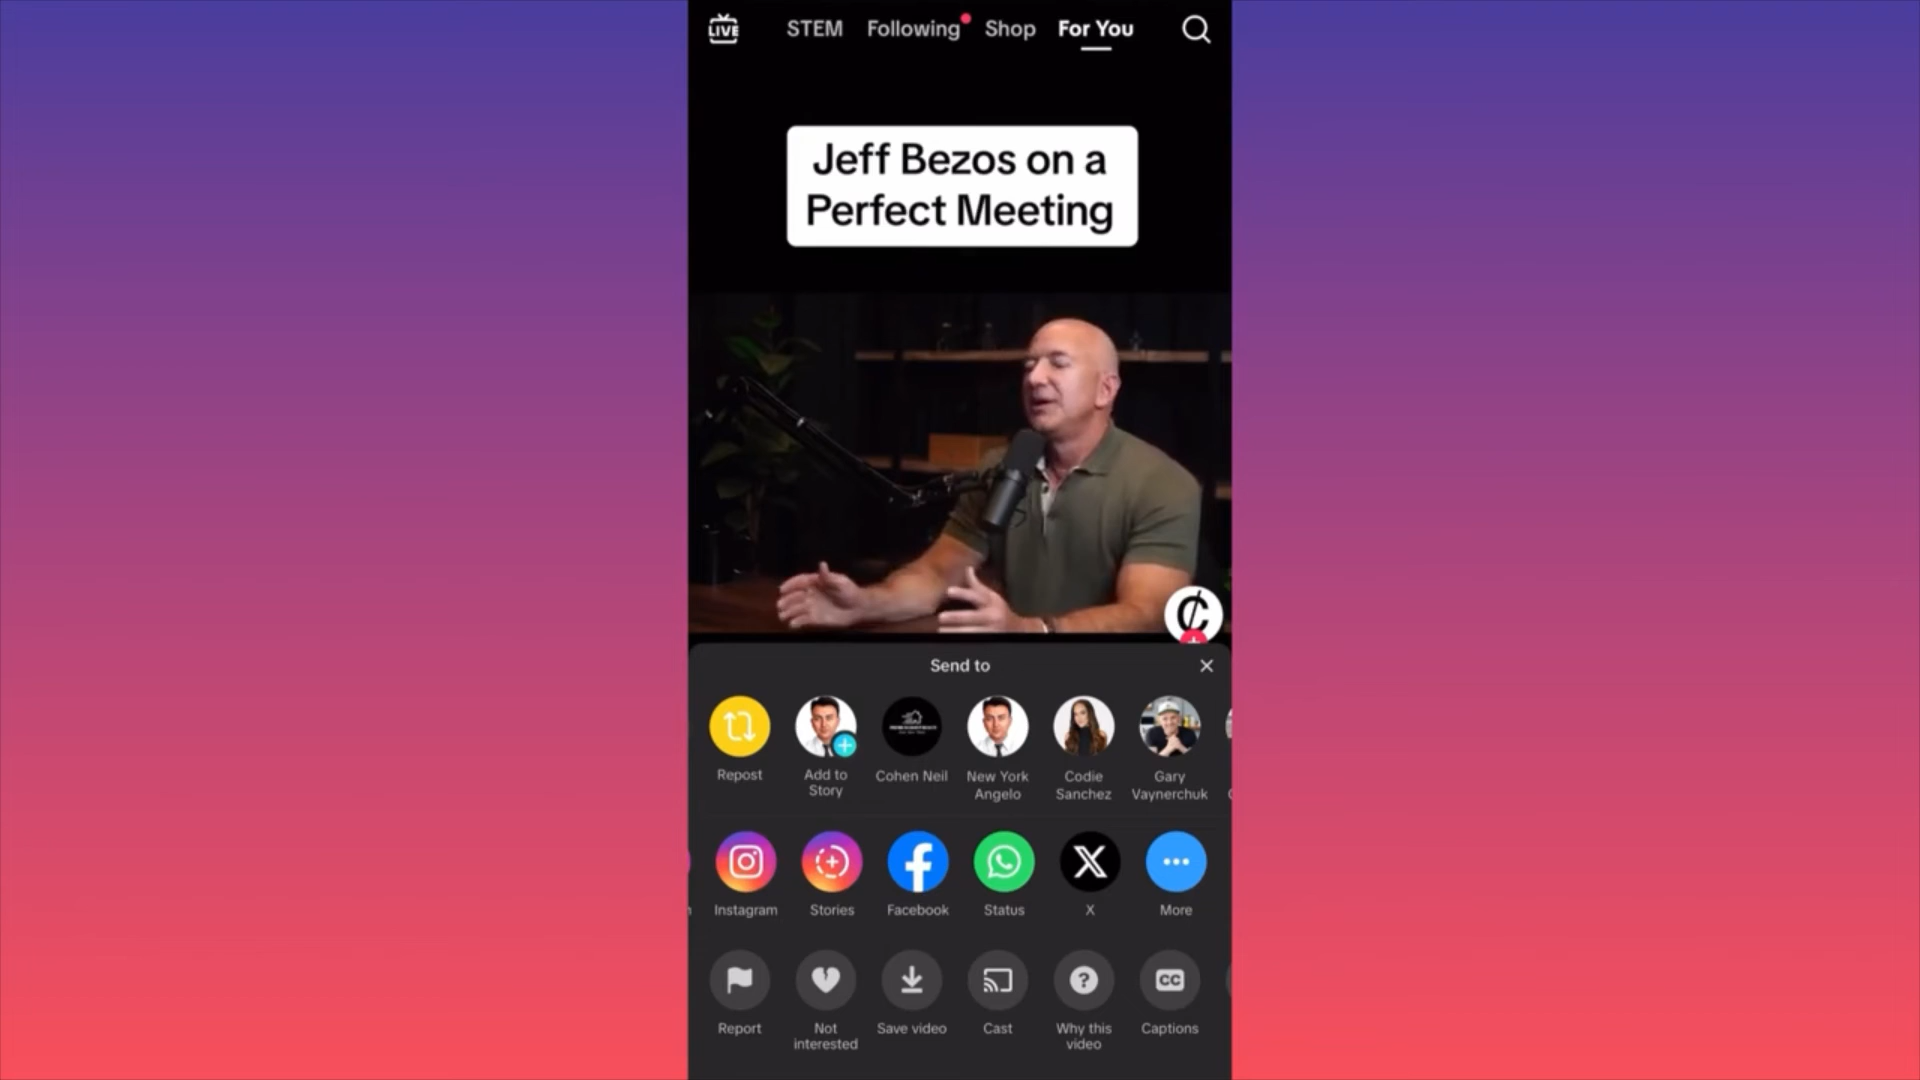 LIVE
STEM Following Shop For You
Jeff Bezos on a
Perfect Meeting
Send to
Repost
Add to
Story
Cohen Neil
New York
Angelo
Codie
Sanchez
Gary
Vaynerchuk
Instagram
Stories
Facebook
Status
X
More
Report
Not
interested
Save video
Cast
Why this
video
CC
Captions